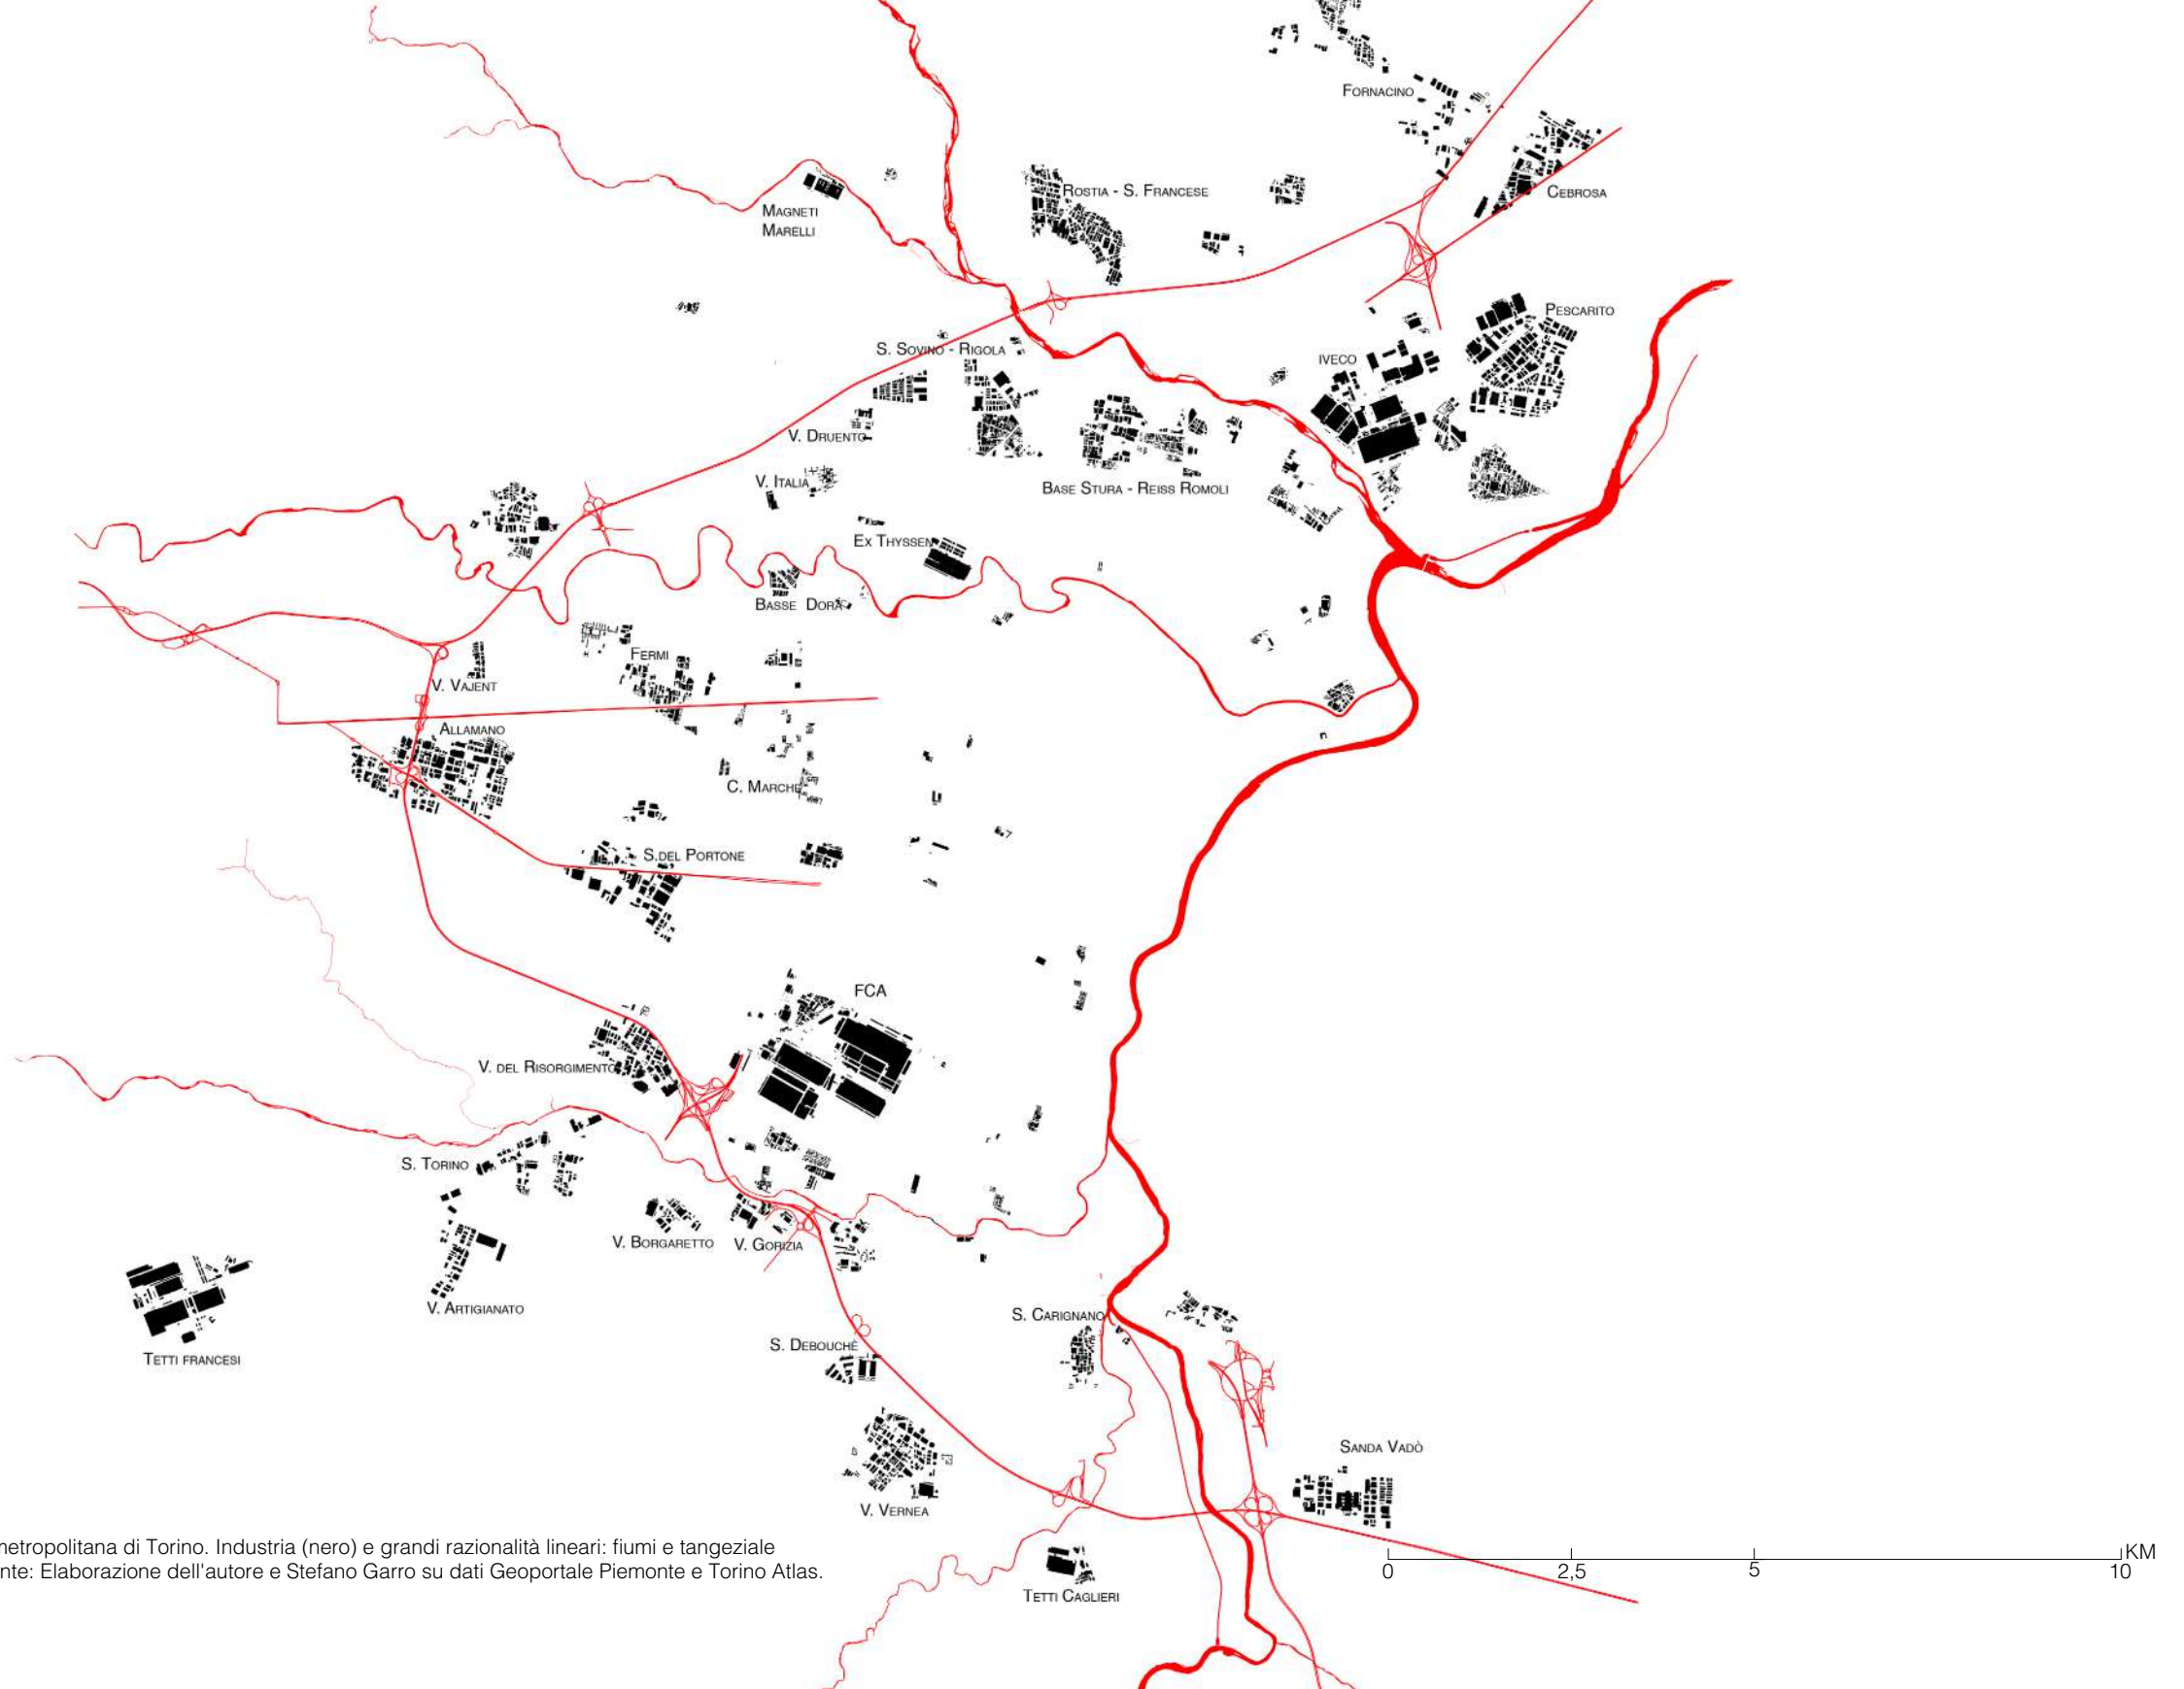 Fornacino
Rostia - S. Francese
Cebrosa
Magneti
Marelli
Pescarito
S. Sovino - Rigola
IVECO
V. Druento
V. Italia
Base Stura - Reiss Romoli
Ex Thyssen
Basse Dora
Fermi
V. Vajent
Allamano
C. Marche
S.del Portone
FCA
V. del Risorgimento
S. Torino
V. Borgaretto
V. Gorizia
V. Artigianato
S. Carignano
S. Debouchè
Tetti francesi
Sanda Vadò
V. Vernea
metropolitana di Torino. Industria (nero) e grandi razionalità lineari: fiumi e tangeziale
nte: Elaborazione dell'autore e Stefano Garro su dati Geoportale Piemonte e Torino Atlas.
KM
0 2,5 5 10
Tetti Caglieri